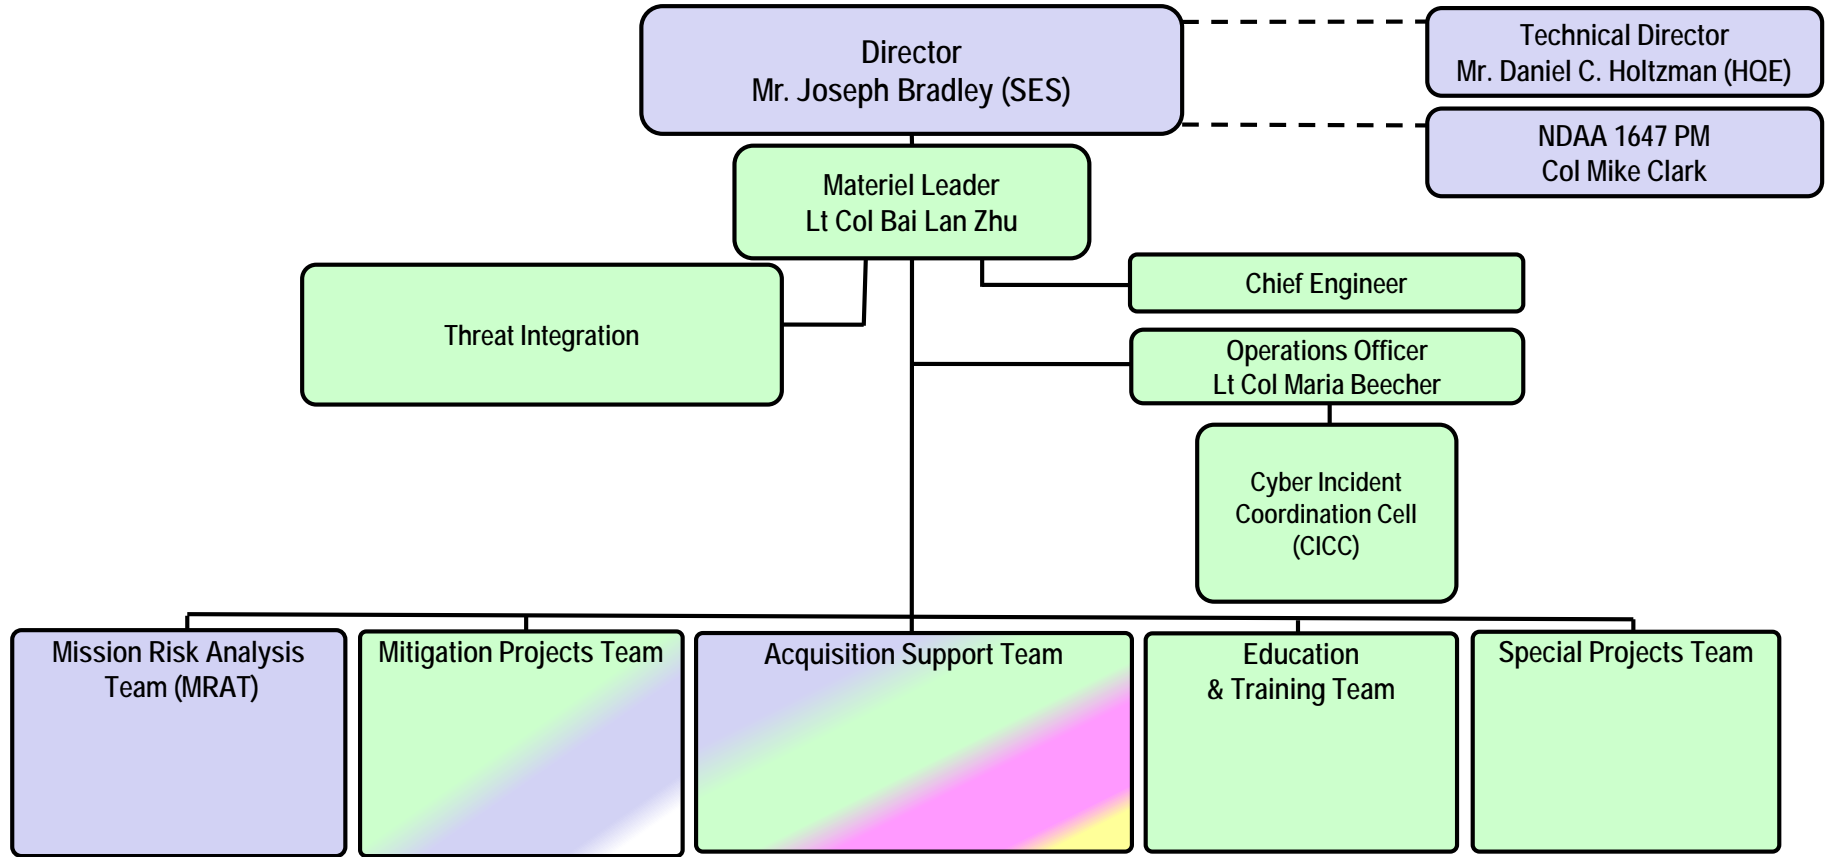 Director
Mr. Joseph Bradley (SES)
Technical Director
Mr. Daniel C. Holtzman (HQE)
NDAA 1647 PM
Col Mike Clark
Materiel Leader
Lt Col Bai Lan Zhu
Threat Integration
Chief Engineer
Operations Officer
Lt Col Maria Beecher
Cyber Incident
Coordination Cell
(CICC)
Mission Risk Analysis
Team (MRAT)
Mitigation Projects Team
Acquisition Support Team
Education
& Training Team
Special Projects Team